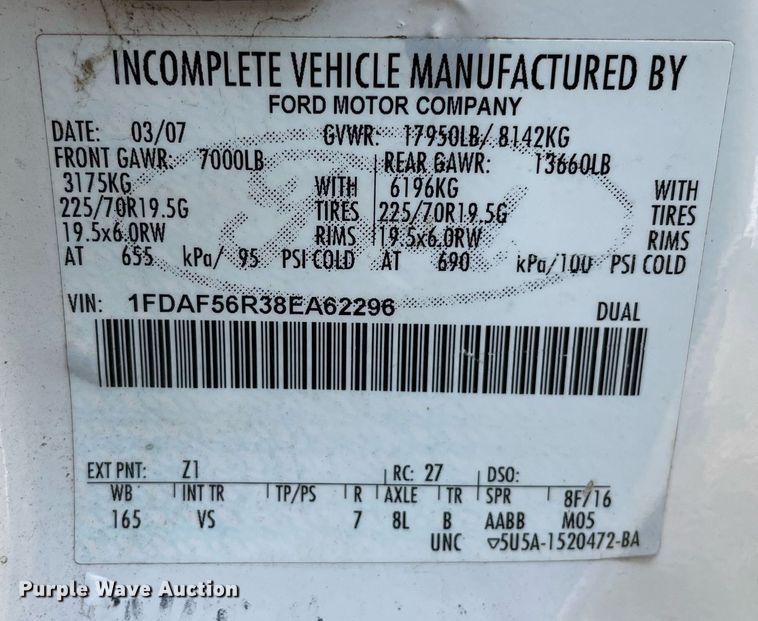 INCOMPLETE VEHICLE MANUFACTURED BY
FORD MOTOR COMPANY
DATE: 03/07 GVWR: 17950LB/ 8142KG
FRONT GAWR: 7000LB REAR GAWR: 13660LB
3175KG WITH 6196KG WITH
225/70R19.5G TIRES 225/70R19.5G TIRES
19.5x6.0RW RIMS 19.5x6.0RW RIMS
AT 655 kPa/ 95 PSI COLD AT 690 kPa/100 PSI COLD
VIN: 1FDAF56R38EA62296 DUAL
EXT PNT: Z1 RC: 27 DSO:
WB INT TR TP/PS R AXLE TR SPR 8F716
165 VS 7 8L B AABB M05
UNC ▽5U5A-1520472-BA
Purple Wave Auction